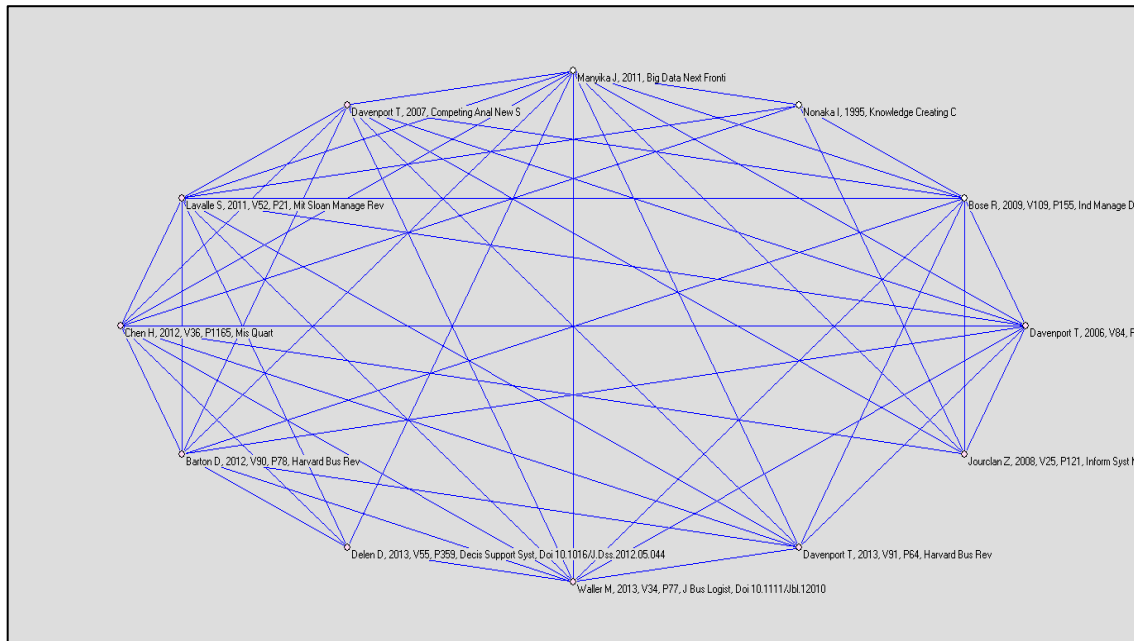 Manyika J, 2011, Big Data Next Fronti
Davenport T, 2007, Competing Anal New S
Nonaka I, 1995, Knowledge Creating C
Lavalle S, 2011, V52, P21, Mit Sloan Manage Rev
Bose R, 2009, V109, P155, Ind Manage D
Chen H, 2012, V36, P1165, Mis Quart
Davenport T, 2006, V84, P
Barton D, 2012, V90, P78, Harvard Bus Rev
Jourclan Z, 2008, V25, P121, Inform Syst M
Delen D, 2013, V55, P359, Decis Support Syst, Doi 10.1016/J.Dss.2012.05.044
Davenport T, 2013, V91, P64, Harvard Bus Rev
Waller M, 2013, V34, P77, J Bus Logist, Doi 10.1111/Jbl.12010